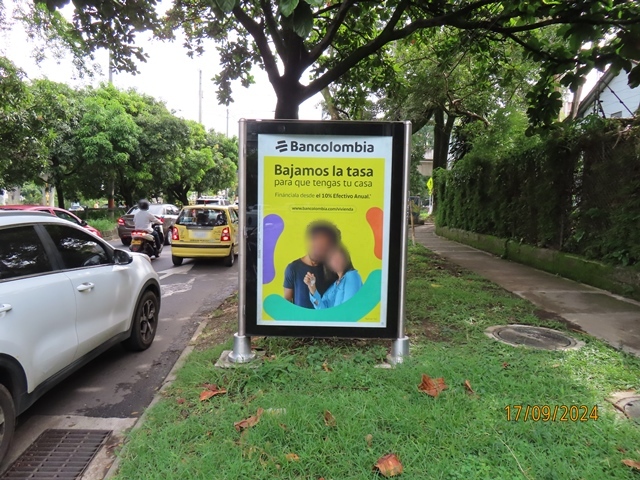 Bancolombia
Bajamos la tasa
para que tengas tu casa
Fináncíala desde el 10% Efectivo Anual.*
www.bancolombia.com/vivienda
17/09/2024